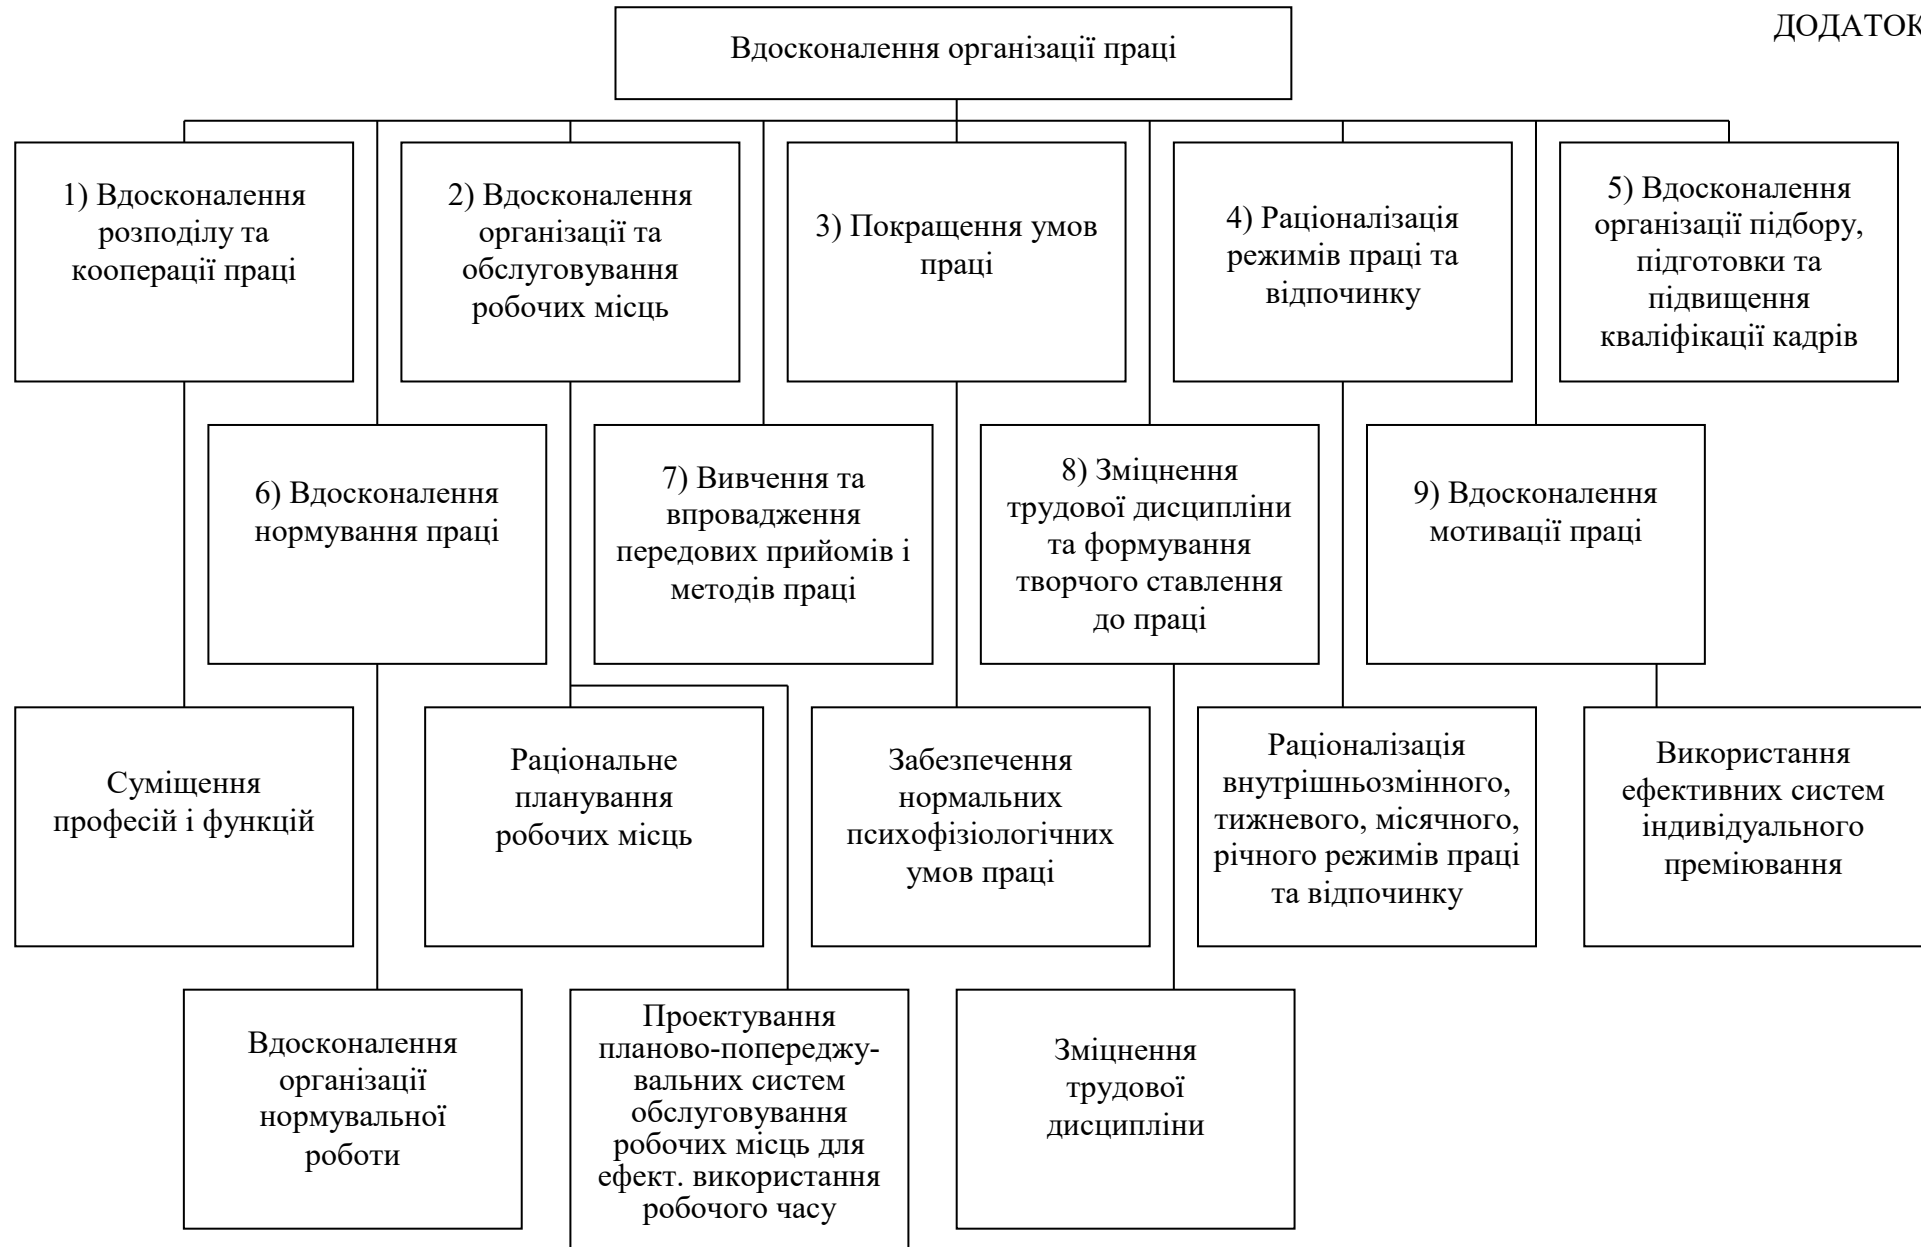 ДОДАТОК
Вдосконалення організації праці
1) Вдосконалення
розподілу та
кооперації праці
2) Вдосконалення
організації та
обслуговування
робочих місць
3) Покращення умов
праці
4) Раціоналізація
режимів праці та
відпочинку
5) Вдосконалення
організації підбору,
підготовки та
підвищення
кваліфікації кадрів
6) Вдосконалення
нормування праці
7) Вивчення та
впровадження
передових прийомів і
методів праці
8) Зміцнення
трудової дисципліни
та формування
творчого ставлення
до праці
9) Вдосконалення
мотивації праці
Суміщення
професій і функцій
Раціональне
планування
робочих місць
Забезпечення
нормальних
психофізіологічних
умов праці
Раціоналізація
внутрішньозмінного,
тижневого, місячного,
річного режимів праці
та відпочинку
Використання
ефективних систем
індивідуального
преміювання
Вдосконалення
організації
нормувальної
роботи
Проектування
планово-попереджу-
вальних систем
обслуговування
робочих місць для
ефект. використання
робочого часу
Зміцнення
трудової
дисципліни